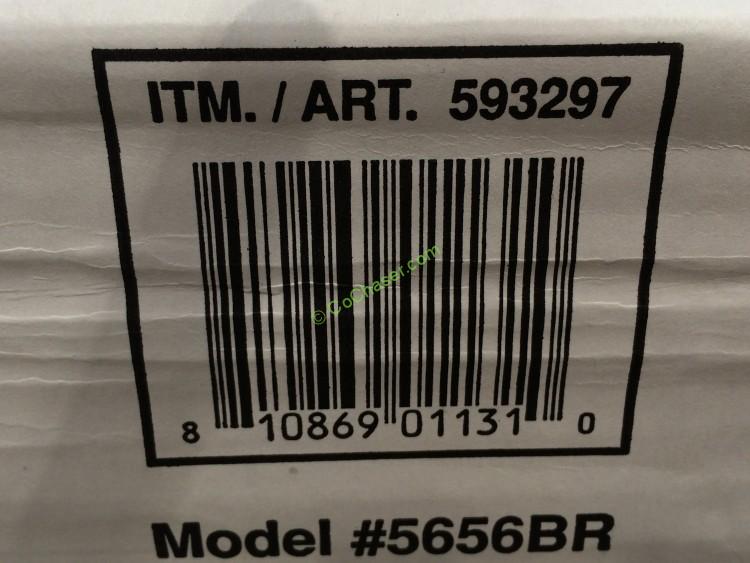 ITM. / ART. 593297
© CoChaser.com
8 10869 01131 0
Model #5656BR